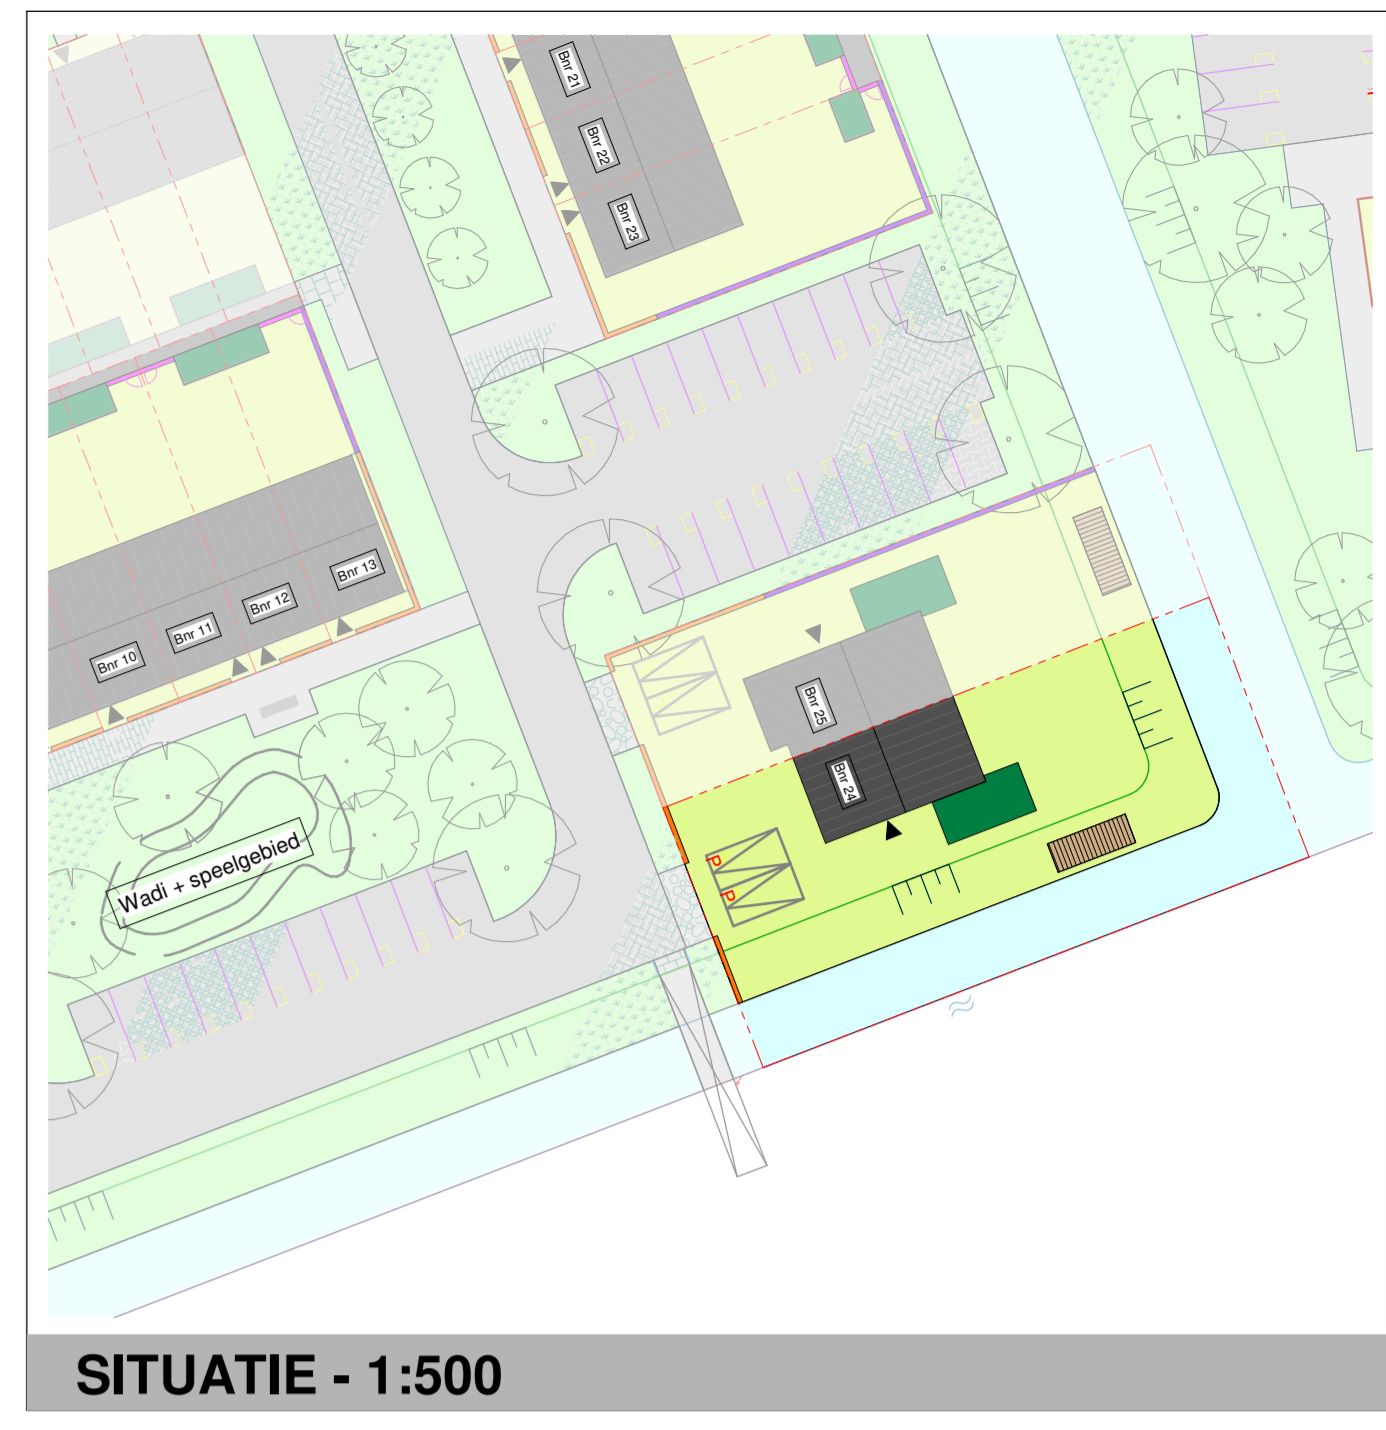 Bnr 21
Bnr 22
Bnr 23
Bnr 13
Bnr 12
Bnr 11
Bnr 10
Bnr 25
Bnr 24
P
P
Wadi + speelgebied
SITUATIE - 1:500